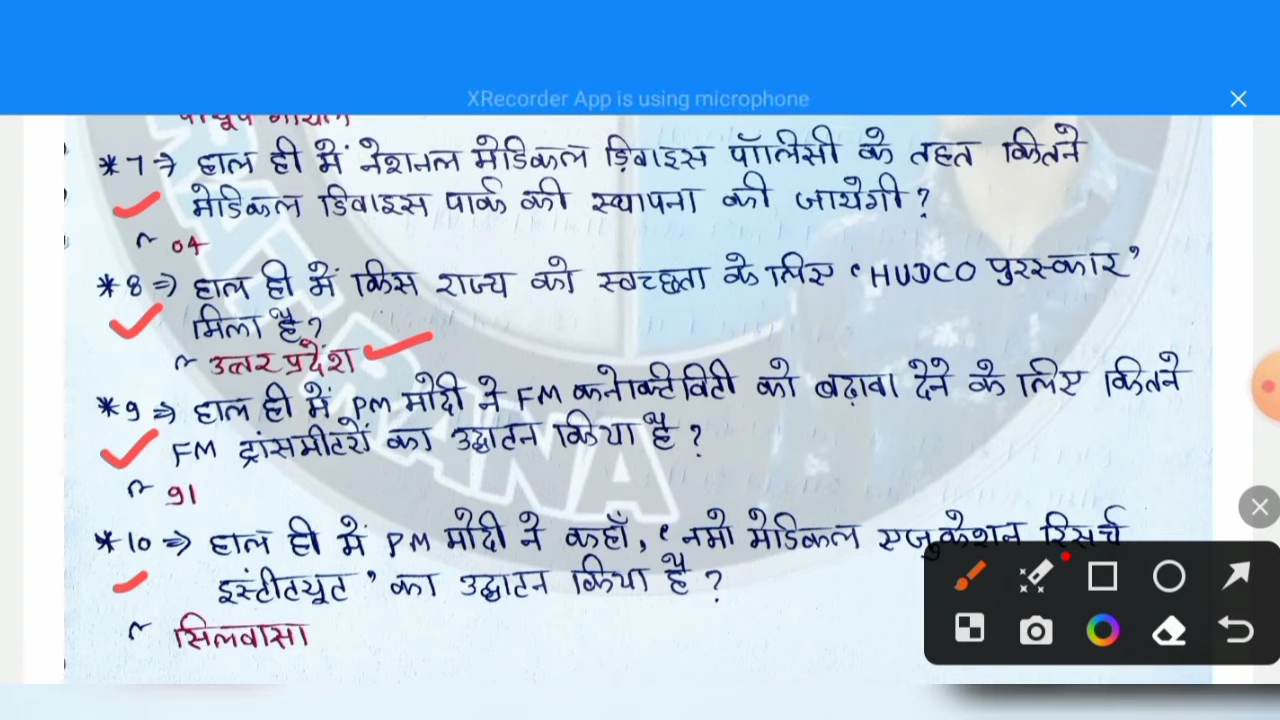 XRecorder App is using microphone
*7⇒ हाल ही में नेशनल मेडिकल डिवाइस पॉलिसी के तहत कितने
मेडिकल डिवाइस पार्क की स्थापना की जायेगी?
~ 04
*8⇒ हाल ही में किस राज्य को स्वच्छता के लिए 'HUDCO पुरस्कार'
मिला है?
~ उत्तर प्रदेश
*9⇒ हाल ही में PM मोदी ने FM कनेक्टिविटी को बढ़ावा देने के लिए कितने
FM ट्रांसमीटरों का उद्घाटन किया है?
~ 91
*10⇒ हाल ही में PM मोदी ने कहाँ, 'नमो मेडिकल एजुकेशन रिसर्च
इंस्टीट्यूट' का उद्घाटन किया है?
~ सिलवासा